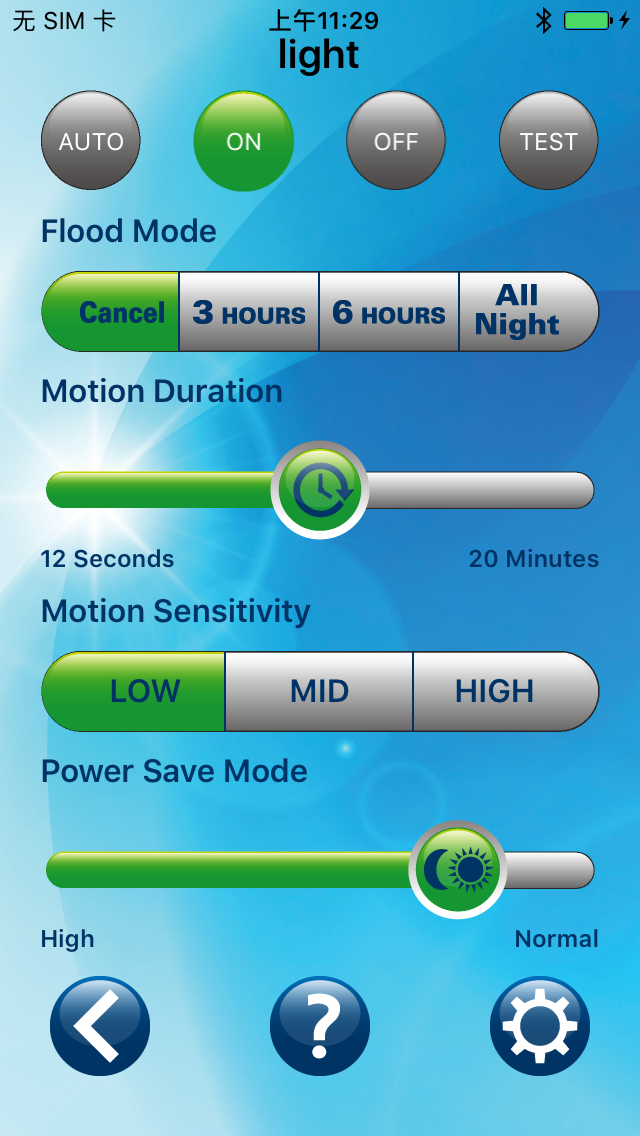 无 SIM 卡 上午11:29
light
AUTO ON OFF TEST
Flood Mode
Cancel 3 HOURS 6 HOURS All Night
Motion Duration
12 Seconds 20 Minutes
Motion Sensitivity
LOW MID HIGH
Power Save Mode
High Normal
?